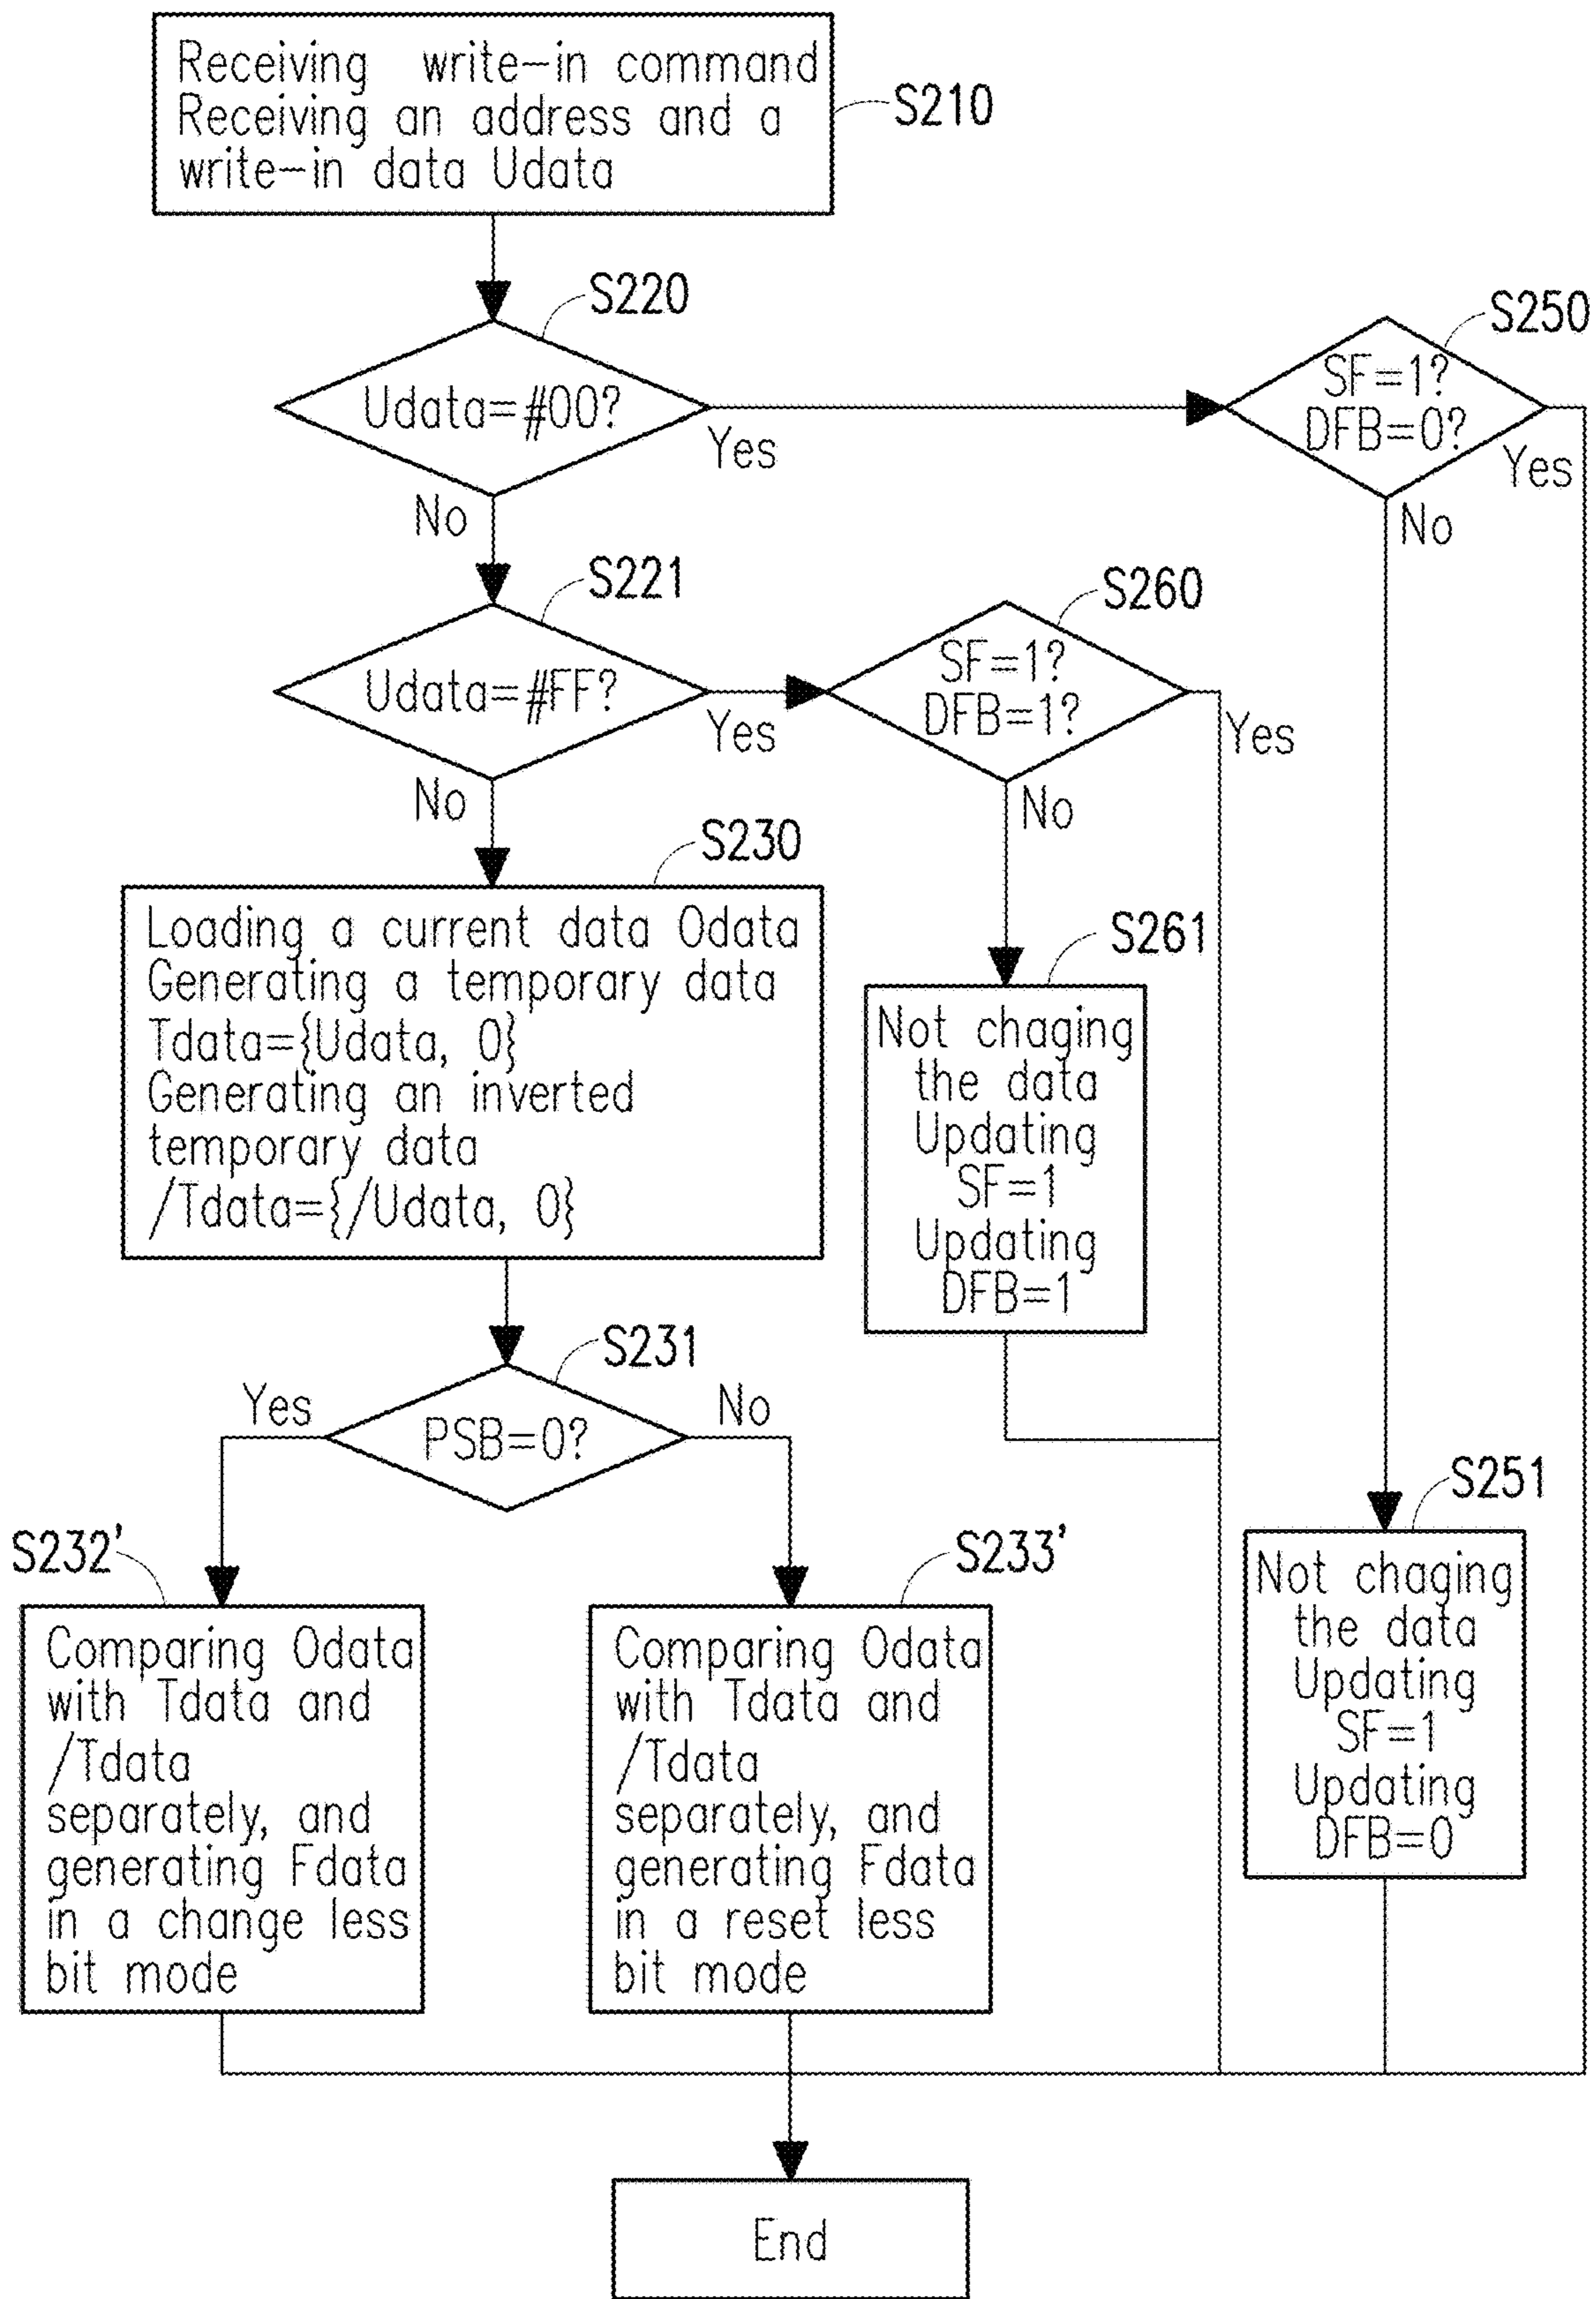 Receiving write-in command
Receiving an address and a
write-in data Udata
S210
S220
Udata=#00?
Yes
No
S250
SF=1?
DFB=0?
Yes
No
S221
Udata=#FF?
Yes
No
S260
SF=1?
DFB=1?
Yes
No
S230
Loading a current data Odata
Generating a temporary data
Tdata={Udata, 0}
Generating an inverted
temporary data
/Tdata={/Udata, 0}
S261
Not chaging
the data
Updating
SF=1
Updating
DFB=1
S231
PSB=0?
Yes
No
S232'
Comparing Odata
with Tdata and
/Tdata
separately, and
generating Fdata
in a change less
bit mode
S233'
Comparing Odata
with Tdata and
/Tdata
separately, and
generating Fdata
in a reset less
bit mode
S251
Not chaging
the data
Updating
SF=1
Updating
DFB=0
End